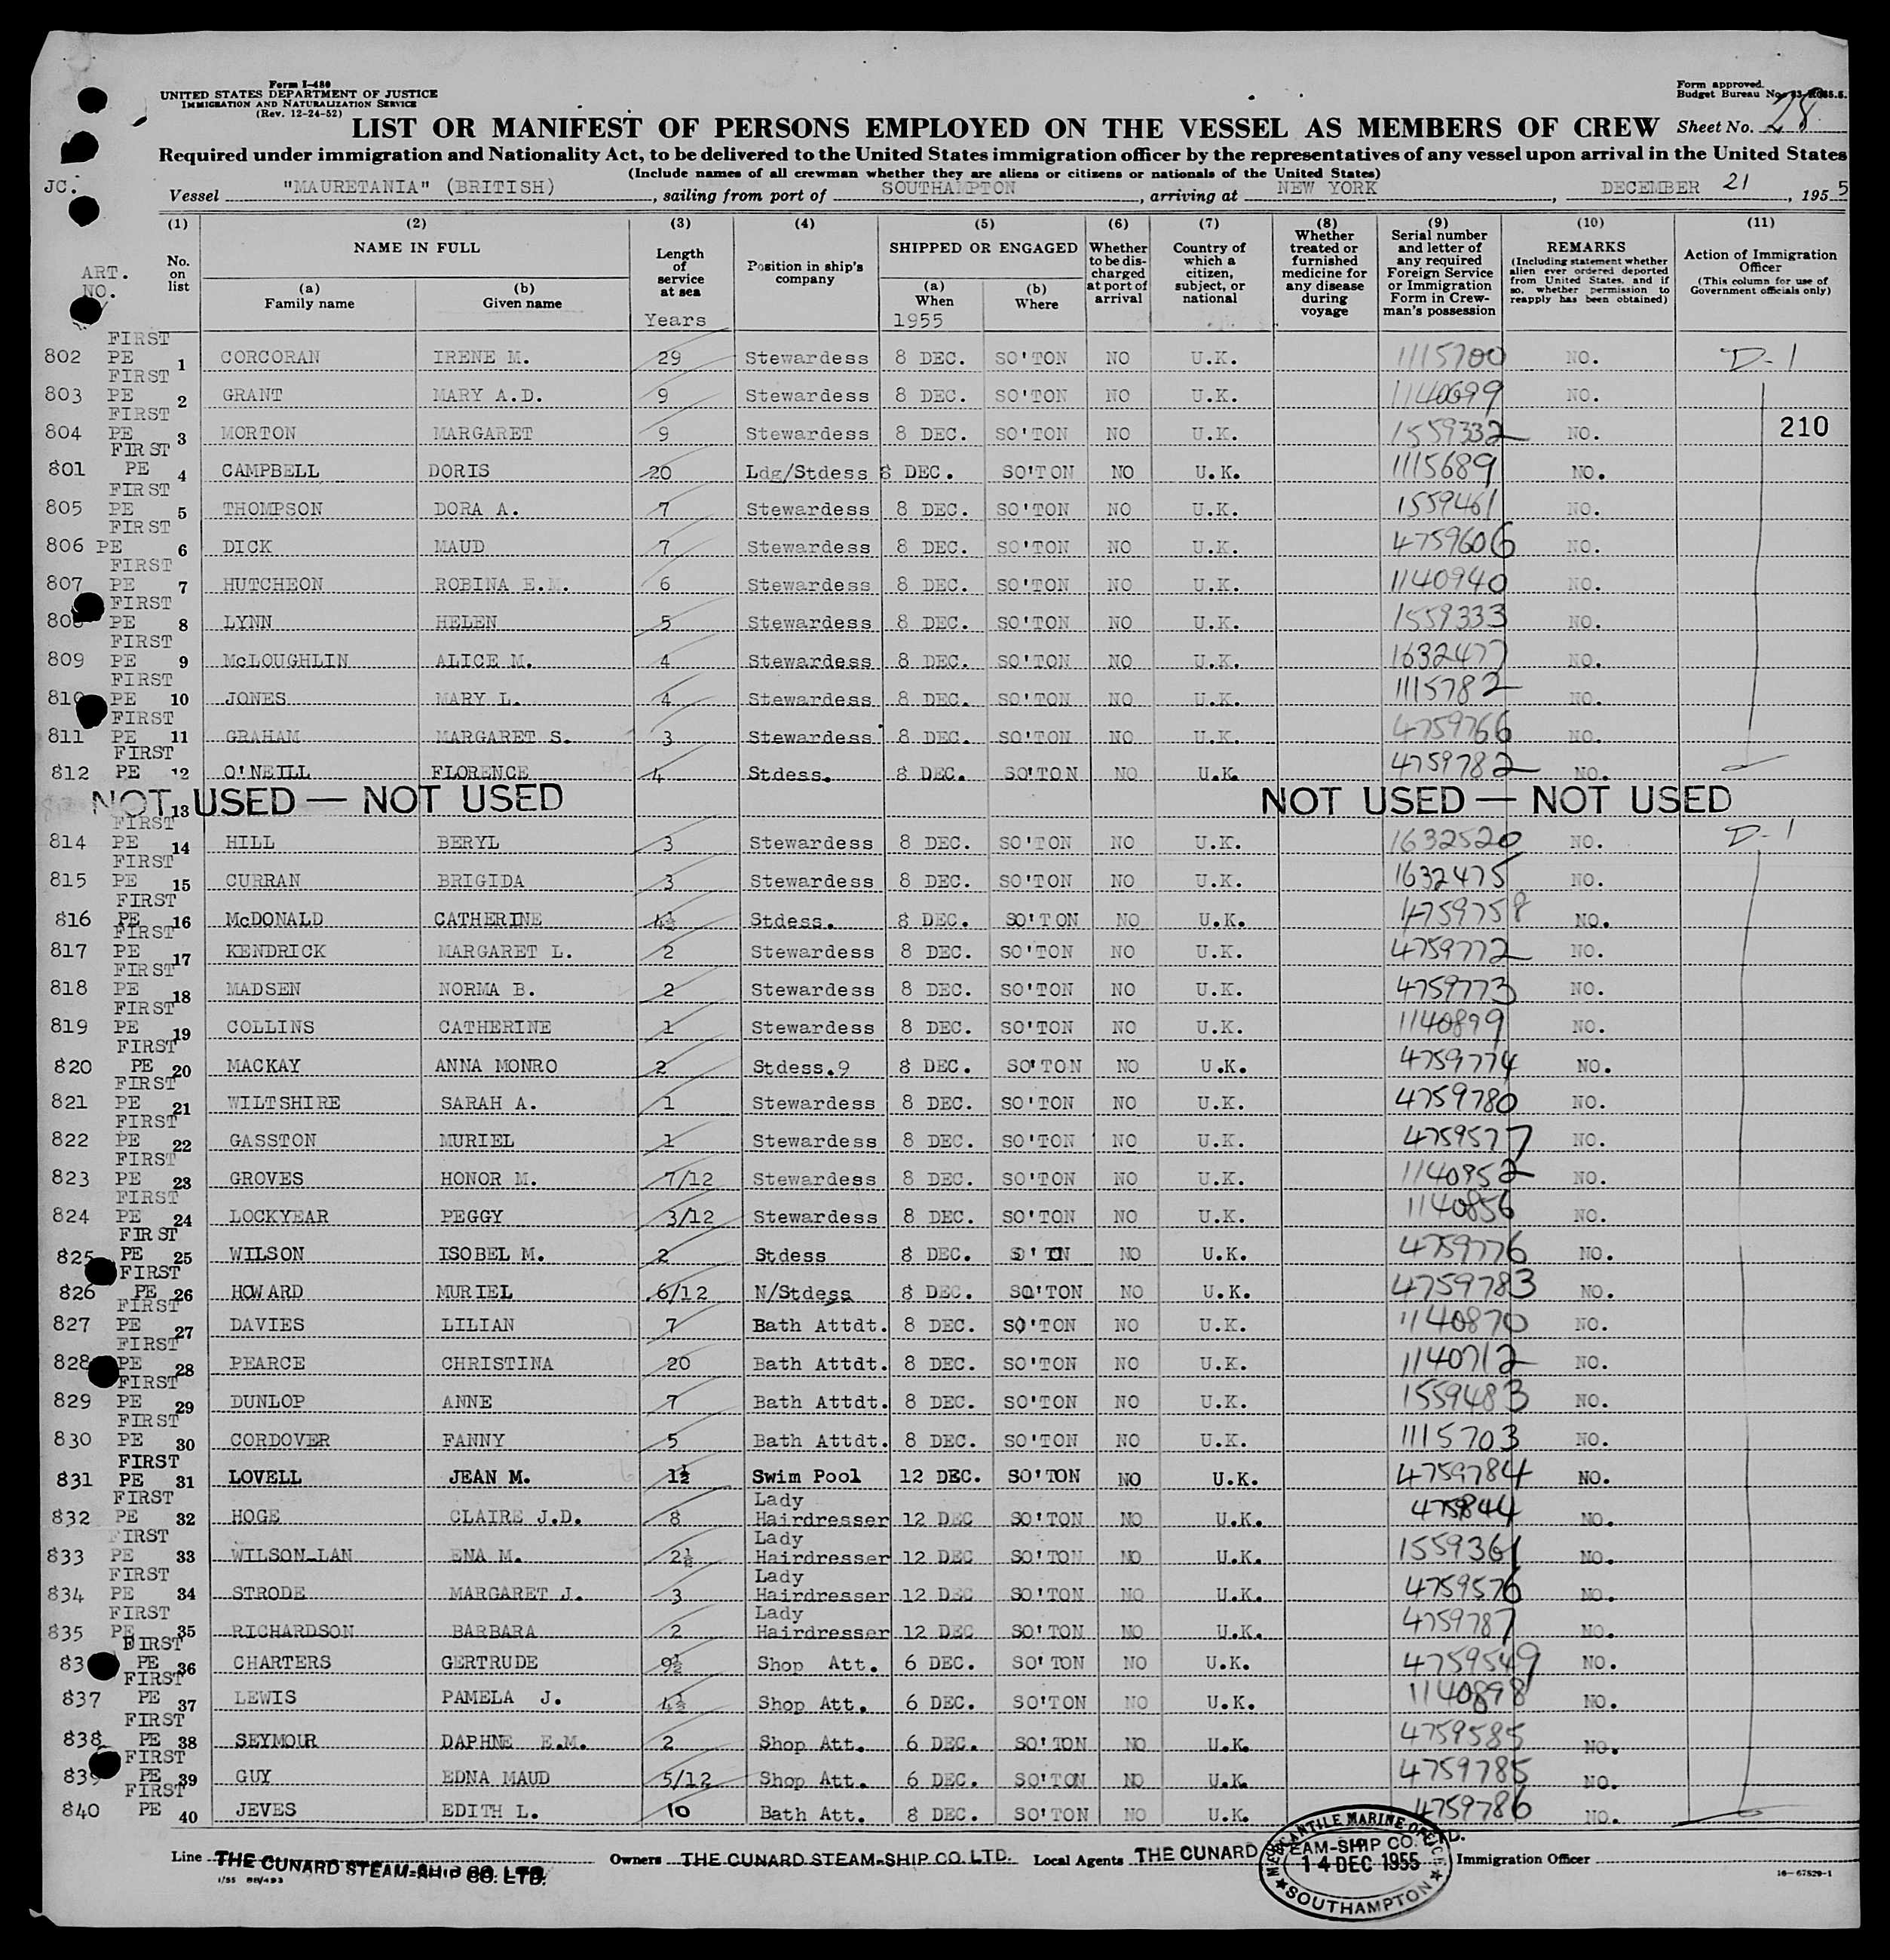 Form I-480
UNITED STATES DEPARTMENT OF JUSTICE
IMMIGRATION AND NATURALIZATION SERVICE
(Rev. 12-24-52)
Form approved.
Budget Bureau No.
LIST OR MANIFEST OF PERSONS EMPLOYED ON THE VESSEL AS MEMBERS OF CREW Sheet No. 28
Required under immigration and Nationality Act, to be delivered to the United States immigration officer by the representatives of any vessel upon arrival in the United States
(Include names of all crewman whether they are aliens or citizens or nationals of the United States)
JC.
Vessel "MAURETANIA" (BRITISH), sailing from port of SOUTHAMPTON, arriving at NEW YORK, DECEMBER 21, 1955
(1) (2) (3) (4) (5) (6) (7) (8) (9) (10) (11)
ART. NO.
No. on list
NAME IN FULL
(a) Family name
(b) Given name
Length of service at sea
Years
Position in ship's company
SHIPPED OR ENGAGED
(a) When
1955
(b) Where
Whether to be discharged at port of arrival
Country of which a citizen, subject, or national
Whether treated or furnished medicine for any disease during voyage
Serial number and letter of any required Foreign Service or Immigration Form in Crewman's possession
REMARKS
(Including statement whether alien ever ordered deported from United States, and if so, whether permission to reapply has been obtained)
Action of Immigration Officer
(This column for use of Government officials only)
FIRST
802 PE 1 CORCORAN IRENE M. 29 Stewardess 8 DEC. SO'TON NO U.K. 1115700 NO. D-1
FIRST
803 PE 2 GRANT MARY A.D. 9 Stewardess 8 DEC. SO'TON NO U.K. 1140699 NO.
FIRST
804 PE 3 MORTON MARGARET 9 Stewardess 8 DEC. SO'TON NO U.K. 1559332 NO. 210
FIRST
801 PE 4 CAMPBELL DORIS 20 Ldg/Stdess 8 DEC. SO'TON NO U.K. 1115689 NO.
FIRST
805 PE 5 THOMPSON DORA A. 7 Stewardess 8 DEC. SO'TON NO U.K. 1559461 NO.
FIRST
806 PE 6 DICK MAUD 7 Stewardess 8 DEC. SO'TON NO U.K. 4759606 NO.
FIRST
807 PE 7 HUTCHEON ROBINA E.M. 6 Stewardess 8 DEC. SO'TON NO U.K. 1140940 NO.
FIRST
PE 8 LYNN HELEN 5 Stewardess 8 DEC. SO'TON NO U.K. 1559333 NO.
FIRST
809 PE 9 McLOUGHLIN ALICE M. 4 Stewardess 8 DEC. SO'TON NO U.K. 1632477 NO.
FIRST
810 PE 10 JONES MARY L. 4 Stewardess 8 DEC. SO'TON NO U.K. 1115782 NO.
FIRST
811 PE 11 GRAHAM MARGARET S. 3 Stewardess 8 DEC. SO'TON NO U.K. 4759766 NO.
FIRST
812 PE 12 O'NEILL FLORENCE 4 Stdess. 8 DEC. SO'TON NO U.K. 4759782 NO.
NOT USED — NOT USED 13 NOT USED — NOT USED
FIRST
814 PE 14 HILL BERYL 3 Stewardess 8 DEC. SO'TON NO U.K. 1632520 NO. D-1
FIRST
815 PE 15 CURRAN BRIGIDA 3 Stewardess 8 DEC. SO'TON NO U.K. 1632475 NO.
FIRST
816 PE 16 McDONALD CATHERINE 4½ Stdess. 8 DEC. SO'TON NO U.K. 4759758 NO.
FIRST
817 PE 17 KENDRICK MARGARET L. 2 Stewardess 8 DEC. SO'TON NO U.K. 4759772 NO.
FIRST
818 PE 18 MADSEN NORMA B. 2 Stewardess 8 DEC. SO'TON NO U.K. 4759773 NO.
FIRST
819 PE 19 COLLINS CATHERINE 1 Stewardess 8 DEC. SO'TON NO U.K. 1140899 NO.
FIRST
820 PE 20 MACKAY ANNA MONRO 2 Stdess.9 8 DEC. SO'TON NO U.K. 4759774 NO.
FIRST
821 PE 21 WILTSHIRE SARAH A. 1 Stewardess 8 DEC. SO'TON NO U.K. 4759780 NO.
FIRST
822 PE 22 GASSTON MURIEL 1 Stewardess 8 DEC. SO'TON NO U.K. 4759577 NO.
FIRST
823 PE 23 GROVES HONOR M. 7/12 Stewardess 8 DEC. SO'TON NO U.K. 1140852 NO.
FIRST
824 PE 24 LOCKYEAR PEGGY 3/12 Stewardess 8 DEC. SO'TON NO U.K. 1140856 NO.
FIRST
825 PE 25 WILSON ISOBEL M. 2 Stdess 8 DEC. NO U.K. 4759776 NO.
FIRST
826 PE 26 HOWARD MURIEL 6/12 N/Stdess 8 DEC. SO'TON NO U.K. 4759783 NO.
FIRST
827 PE 27 DAVIES LILIAN 7 Bath Attdt. 8 DEC. SO'TON NO U.K. 1140870 NO.
FIRST
828 PE 28 PEARCE CHRISTINA 20 Bath Attdt. 8 DEC. SO'TON NO U.K. 1140712 NO.
FIRST
829 PE 29 DUNLOP ANNE 7 Bath Attdt. 8 DEC. SO'TON NO U.K. 1559483 NO.
FIRST
830 PE 30 CORDOVER FANNY 5 Bath Attdt. 8 DEC. SO'TON NO U.K. 1115703 NO.
FIRST
831 PE 31 LOVELL JEAN M. 1½ Swim Pool 12 DEC. SO'TON NO U.K. 4759784 NO.
FIRST
832 PE 32 HOGE CLAIRE J.D. 8 Lady Hairdresser 12 DEC SO'TON NO U.K. NO.
FIRST
833 PE 33 WILSON-LAN ENA M. 2½ Lady Hairdresser 12 DEC SO'TON NO U.K. 1559361 NO.
FIRST
834 PE 34 STRODE MARGARET J. 3 Lady Hairdresser 12 DEC SO'TON NO U.K. 4759576 NO.
FIRST
835 PE 35 RICHARDSON BARBARA 2 Lady Hairdresser 12 DEC SO'TON NO U.K. 4759787 NO.
FIRST
PE 36 CHARTERS GERTRUDE 9½ Shop Att. 6 DEC. SO'TON NO U.K. 4759549 NO.
FIRST
837 PE 37 LEWIS PAMELA J. 4½ Shop Att. 6 DEC. SO'TON NO U.K. 1140898 NO.
FIRST
838 PE 38 SEYMOUR DAPHNE E.M. 2 Shop Att. 6 DEC. SO'TON NO U.K. 4759585 NO.
FIRST
839 PE 39 GUY EDNA MAUD 5/12 Shop Att. 6 DEC. SO'TON NO U.K. 4759785 NO.
FIRST
840 PE 40 JEVES EDITH L. 10 Bath Att. 8 DEC. SO'TON NO U.K. 4759786 NO.
Line THE CUNARD STEAM-SHIP CO. LTD. Owners THE CUNARD STEAM-SHIP CO. LTD. Local Agents THE CUNARD STEAM-SHIP CO. LTD. Immigration Officer
MERCANTILE MARINE OFFICE
14 DEC 1955
SOUTHAMPTON
16—67529-1